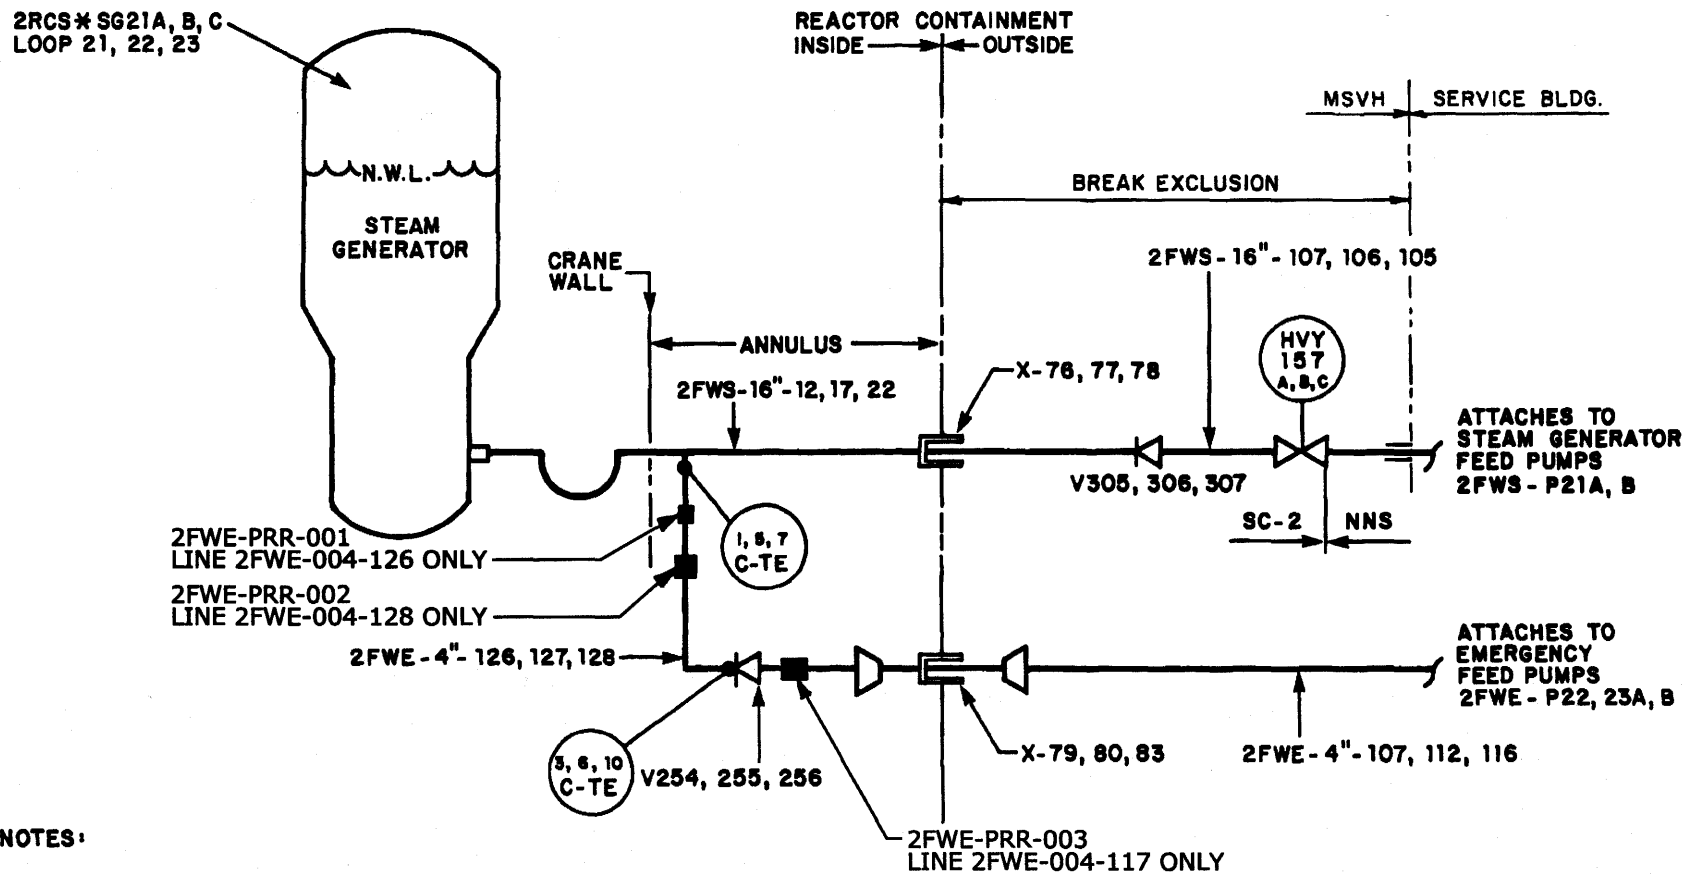 2RCS*SG21A, B, C
LOOP 21, 22, 23
REACTOR CONTAINMENT
INSIDE OUTSIDE
MSVH SERVICE BLDG.
N.W.L.
STEAM
GENERATOR
BREAK EXCLUSION
CRANE
WALL
2FWS-16"-107, 106, 105
ANNULUS
HVY
157
A, B, C
X-76, 77, 78
2FWS-16"-12, 17, 22
ATTACHES TO
STEAM GENERATOR
FEED PUMPS
2FWS-P21A, B
V305, 306, 307
SC-2 NNS
2FWE-PRR-001
LINE 2FWE-004-126 ONLY
1, 5, 7
C-TE
2FWE-PRR-002
LINE 2FWE-004-128 ONLY
2FWE-4"-126, 127, 128
ATTACHES TO
EMERGENCY
FEED PUMPS
2FWE-P22, 23A, B
3, 6, 10
C-TE
V254, 255, 256
X-79, 80, 83
2FWE-4"-107, 112, 116
NOTES:
2FWE-PRR-003
LINE 2FWE-004-117 ONLY